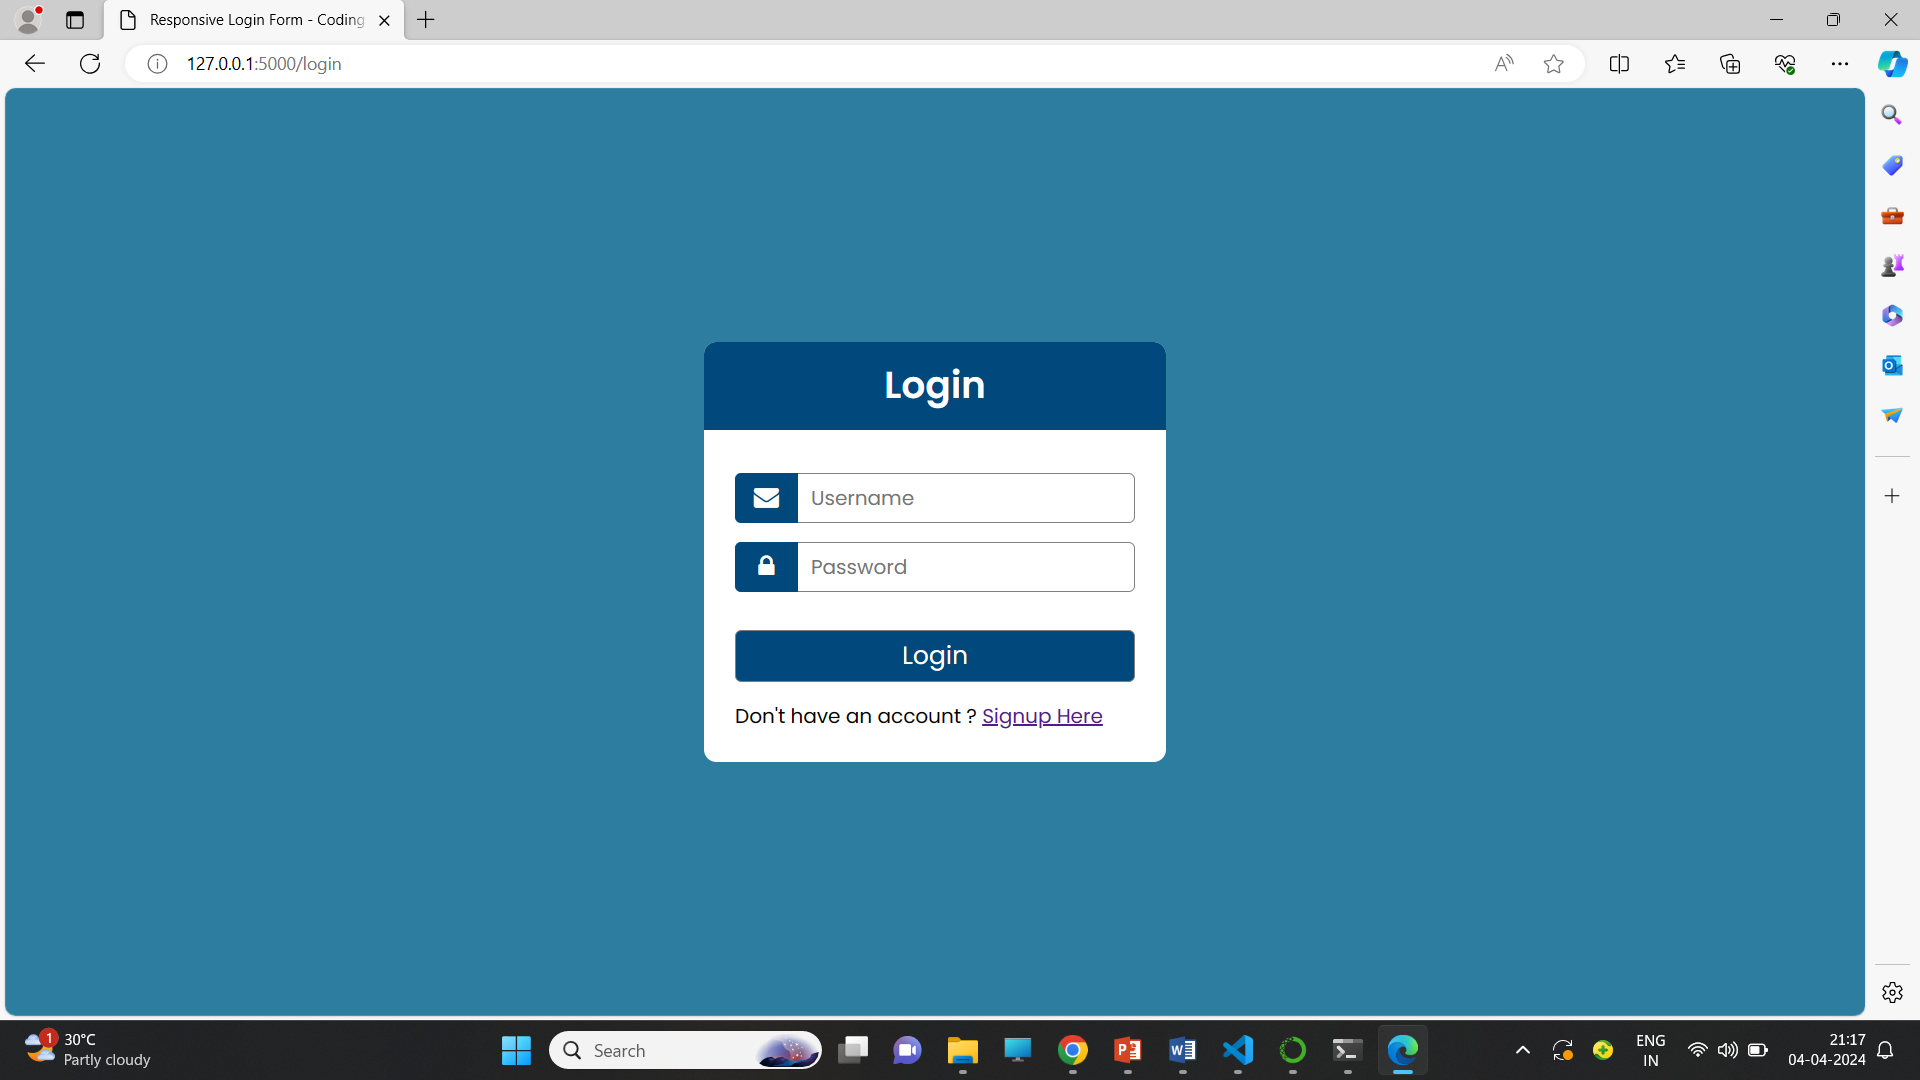 Responsive Login Form - Coding
127.0.0.1:5000/login
Login
Username
Password
Login
Don't have an account ? Signup Here
1
30°C
Partly cloudy
Search
ENG
IN
21:17
04-04-2024